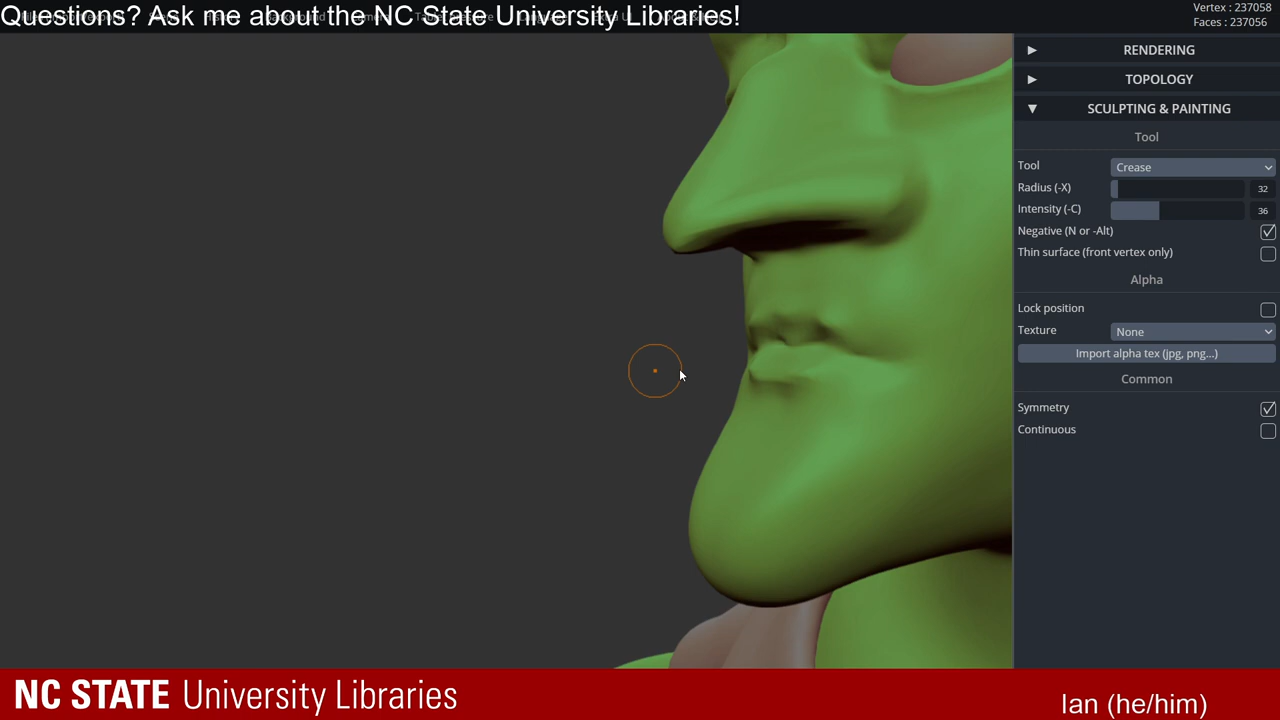 Questions? Ask me about the NC State University Libraries!
Vertex : 237058
Faces : 237056
RENDERING
TOPOLOGY
SCULPTING & PAINTING
Tool
Tool Crease
Radius (-X) 32
Intensity (-C) 36
Negative (N or -Alt)
Thin surface (front vertex only)
Alpha
Lock position
Texture None
Import alpha tex (jpg, png...)
Common
Symmetry
Continuous
NC STATE University Libraries
Ian (he/him)